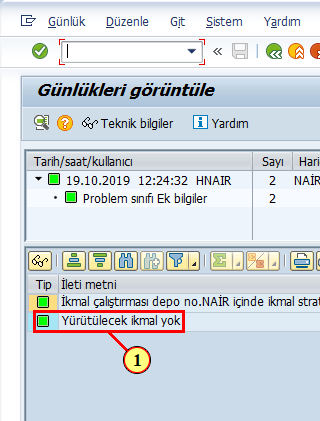 Günlük Düzenle Git Sistem Yardım
Günlükleri görüntüle
Teknik bilgiler Yardım
Tarih/saat/kullanıcı Sayı Hari
19.10.2019 12:24:32 HNAIR 2 NAİR
Problem sınıfı Ek bilgiler 2
Tip İleti metni
İkmal çalıştırması depo no.NAİR içinde ikmal strat
Yürütülecek ikmal yok
1